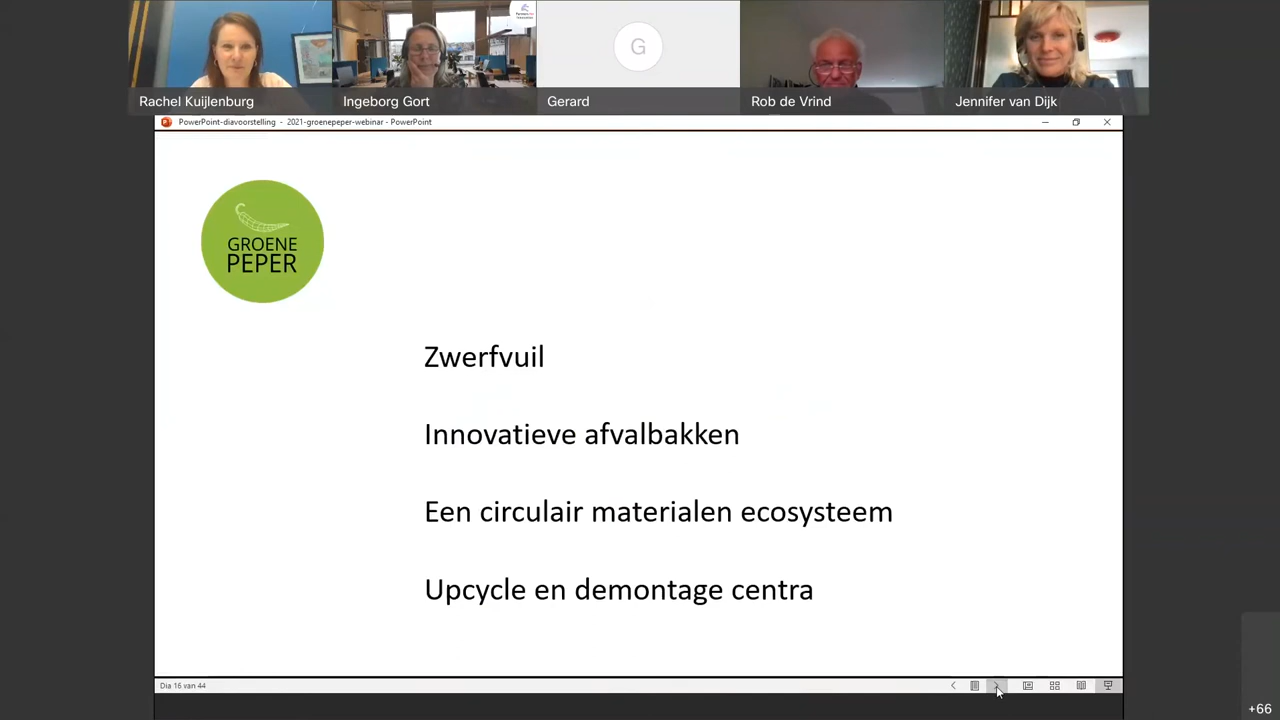 Rachel Kuijlenburg
Ingeborg Gort
Gerard
G
Rob de Vrind
Jennifer van Dijk
PowerPoint-diavoorstelling - 2021-groenepeper-webinar - PowerPoint
GROENE
PEPER
Zwerfvuil
Innovatieve afvalbakken
Een circulair materialen ecosysteem
Upcycle en demontage centra
Dia 16 van 44
+66